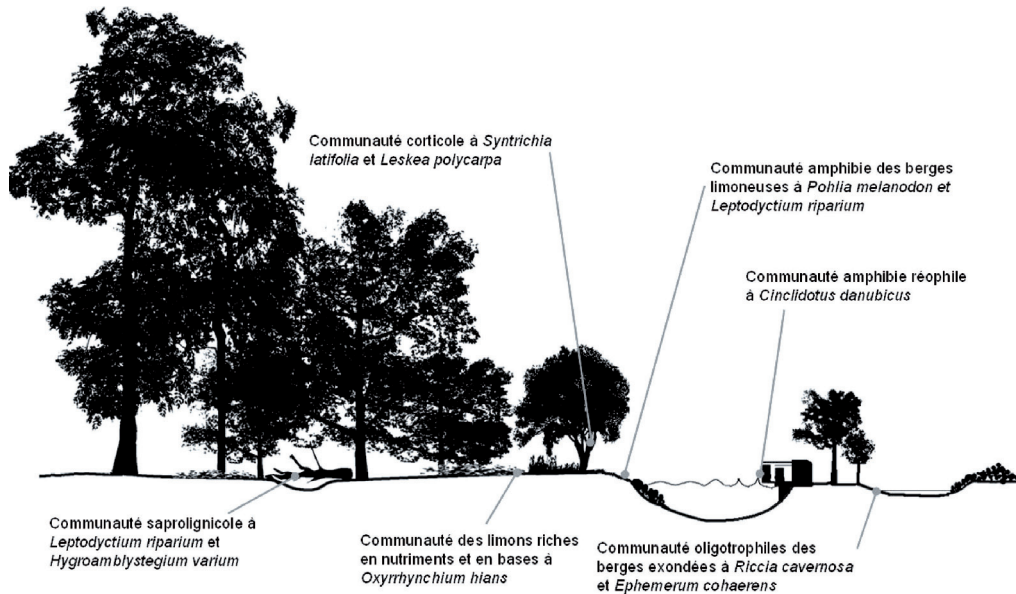 Communauté corticole à Syntrichia
latifolia et Leskea polycarpa
Communauté amphibie des berges
limoneuses à Pohlia melanodon et
Leptodyctium riparium
Communauté amphibie réophile
à Cinclidotus danubicus
Communauté saprolignicole à
Leptodyctium riparium et
Hygroamblystegium varium
Communauté des limons riches
en nutriments et en bases à
Oxyrrhynchium hians
Communauté oligotrophiles des
berges exondées à Riccia cavernosa
et Ephemerum cohaerens